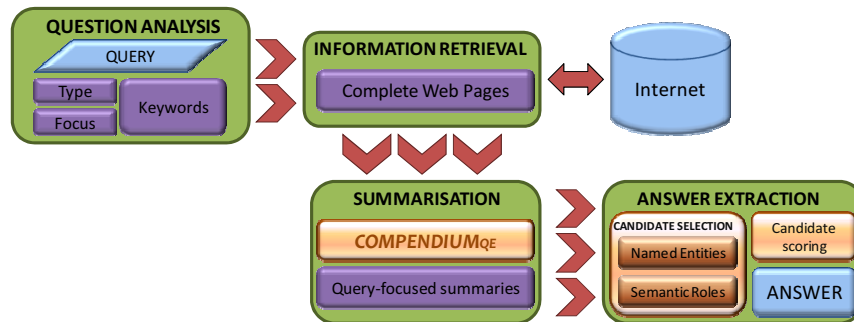 QUESTION ANALYSIS
QUERY
Type
Focus
Keywords
INFORMATION RETRIEVAL
Complete Web Pages
Internet
SUMMARISATION
COMPENDIUMQE
Query-focused summaries
ANSWER EXTRACTION
CANDIDATE SELECTION
Named Entities
Semantic Roles
Candidate
scoring
ANSWER